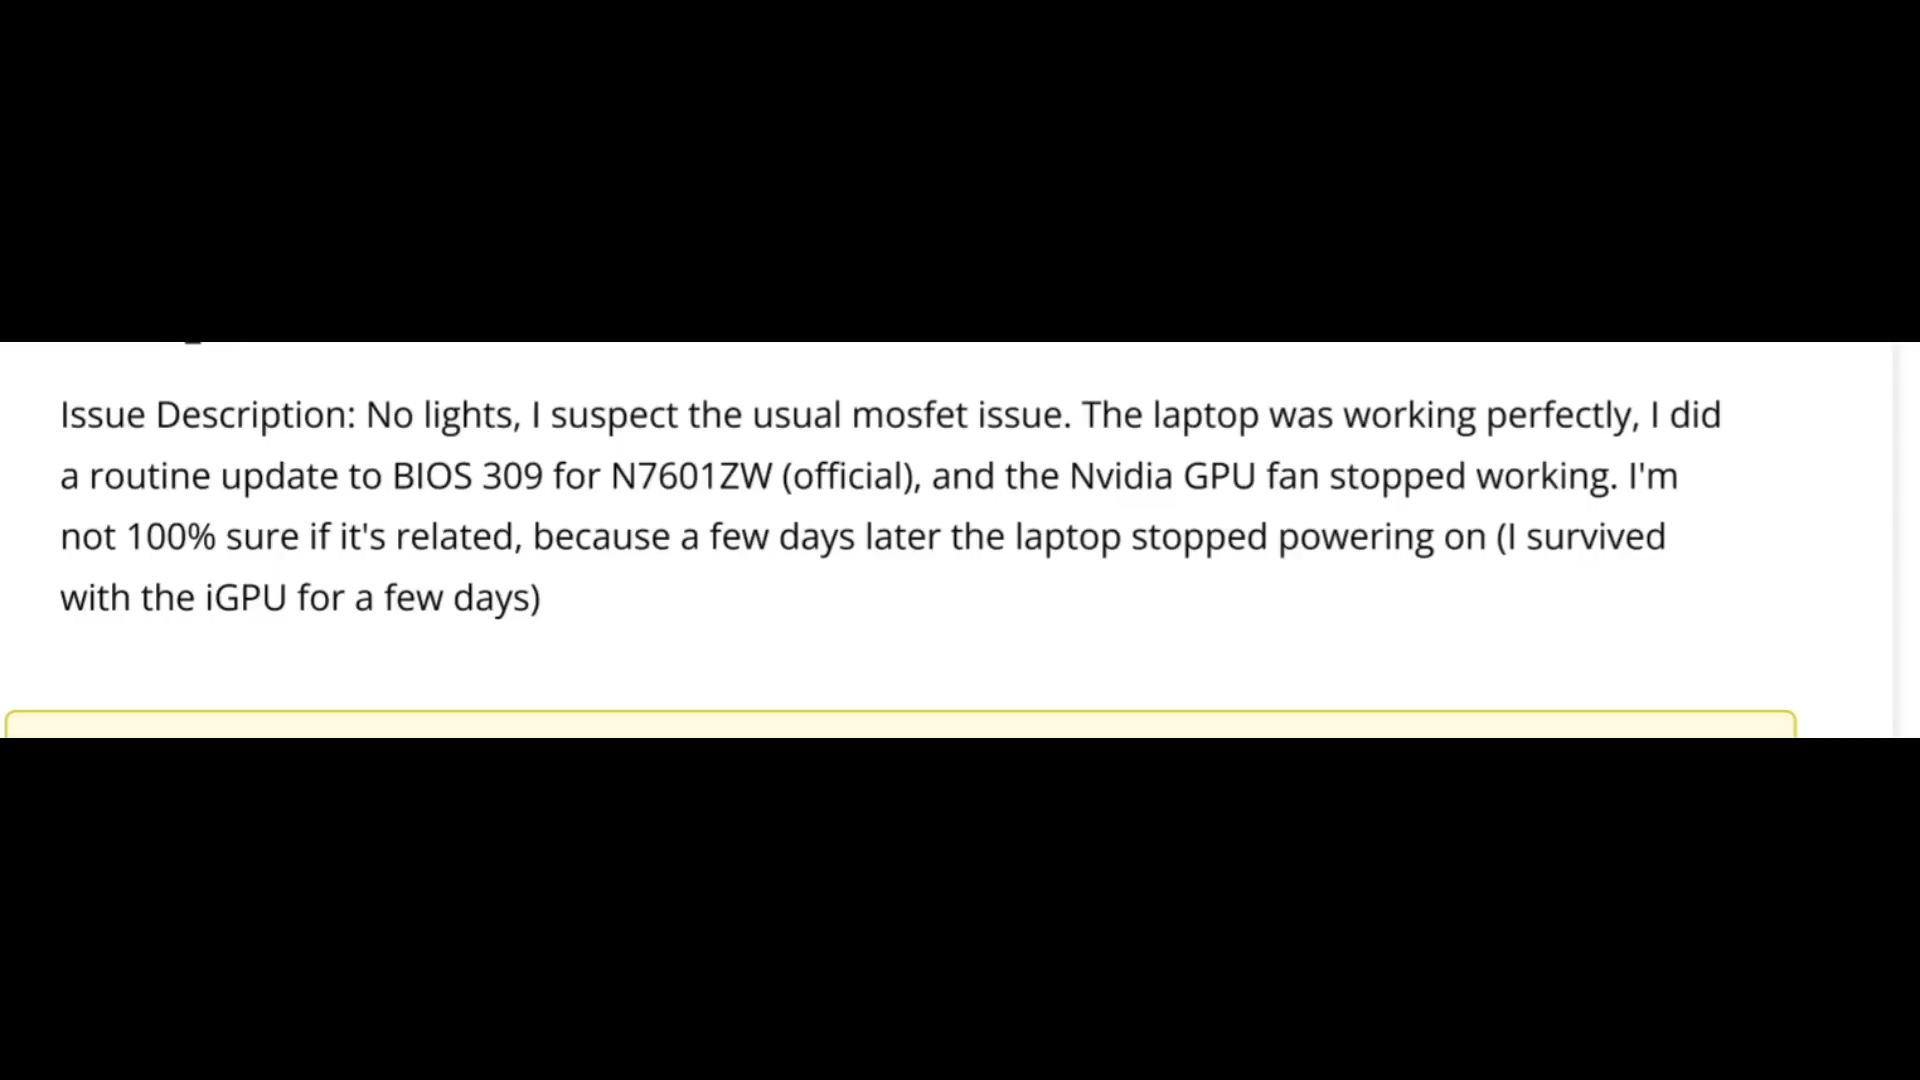 Issue Description: No lights, I suspect the usual mosfet issue. The laptop was working perfectly, I did
a routine update to BIOS 309 for N7601ZW (official), and the Nvidia GPU fan stopped working. I'm
not 100% sure if it's related, because a few days later the laptop stopped powering on (I survived
with the iGPU for a few days)